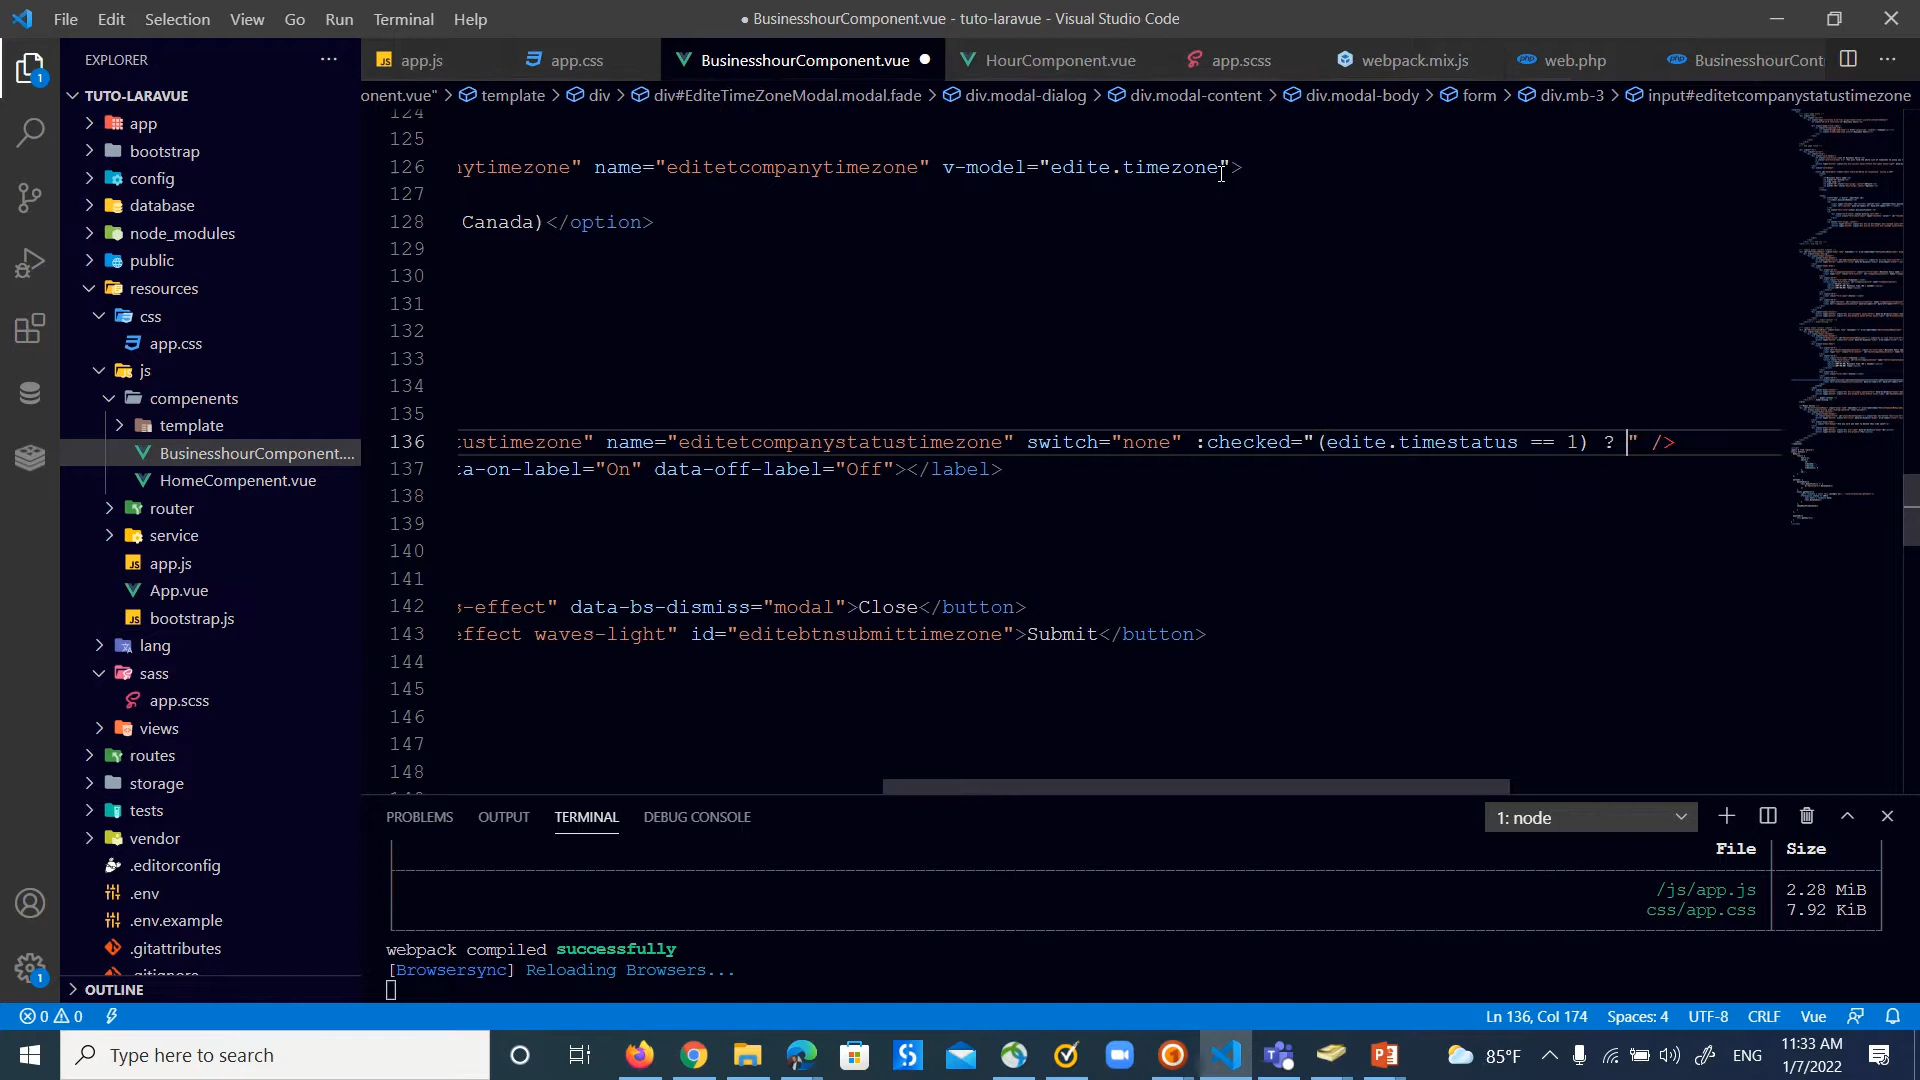 File Edit Selection View Go Run Terminal Help
● BusinesshourComponent.vue - tuto-laravue - Visual Studio Code
EXPLORER
app.js
app.css
BusinesshourComponent.vue
HourComponent.vue
app.scss
webpack.mix.js
web.php
BusinesshourCont
TUTO-LARAVUE
onent.vue" > template > div > div#EditeTimeZoneModal.modal.fade > div.modal-dialog > div.modal-content > div.modal-body > form > div.mb-3 > input#editetcompanystatustimezone
app
bootstrap
config
database
node_modules
public
resources
css
app.css
js
compenents
template
BusinesshourComponent....
HomeCompenent.vue
router
service
app.js
App.vue
bootstrap.js
lang
sass
app.scss
views
routes
storage
tests
vendor
.editorconfig
.env
.env.example
.gitattributes
.gitignore
OUTLINE
124
125
126 ytimezone" name="editetcompanytimezone" v-model="edite.timezone">
127
128 Canada)</option>
129
130
131
132
133
134
135
136 tustimezone" name="editetcompanystatustimezone" switch="none" :checked="(edite.timestatus == 1) ? " />
137 ta-on-label="On" data-off-label="Off"></label>
138
139
140
141
142 s-effect" data-bs-dismiss="modal">Close</button>
143 effect waves-light" id="editebtnsubmittimezone">Submit</button>
144
145
146
147
148
PROBLEMS OUTPUT TERMINAL DEBUG CONSOLE
1: node
File Size
/js/app.js 2.28 MiB
css/app.css 7.92 KiB
webpack compiled successfully
[Browsersync] Reloading Browsers...
0 0
Ln 136, Col 174 Spaces: 4 UTF-8 CRLF Vue
Type here to search
85°F
ENG
11:33 AM
1/7/2022